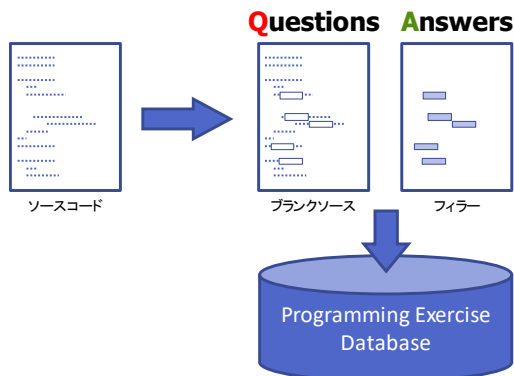 Questions Answers
ソースコード
ブランクソース
フィラー
Programming Exercise
Database